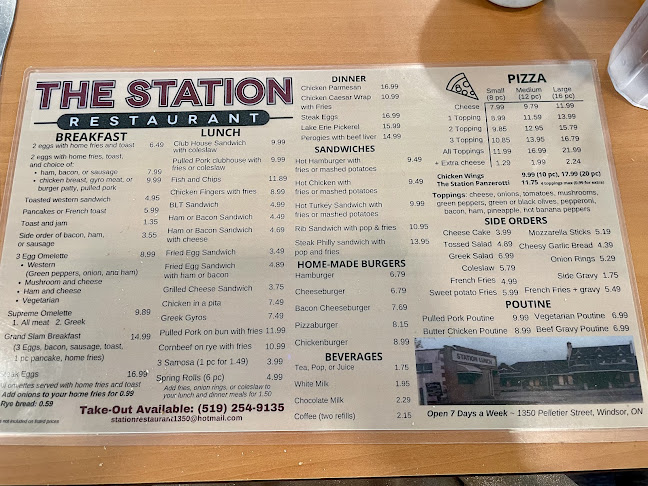 THE STATION
RESTAURANT
BREAKFAST
2 eggs with home fries and toast 6.49
2 eggs with home fries, toast,
and choice of:
• ham, bacon, or sausage 7.99
• chicken breast, gyro meat, or 9.99
burger patty, pulled pork
Toasted western sandwich 4.95
Pancakes or French toast 5.99
Toast and jam 1.35
Side order of bacon, ham, 3.55
or sausage
3 Egg Omelette 8.99
• Western
(Green peppers, onion, and ham)
• Mushroom and cheese
• Ham and cheese
• Vegetarian
Supreme Omelette 9.89
1. All meat 2. Greek
Grand Slam Breakfast 14.99
(3 Eggs, bacon, sausage, toast,
1 pc pancake, home fries)
Steak Eggs 16.99
All omelettes served with home fries and toast
Add onions to your home fries for 0.99
Rye bread: 0.59
not included on listed prices
LUNCH
Club House Sandwich 9.99
with coleslaw
Pulled Pork clubhouse with 9.99
fries or coleslaw
Fish and Chips 11.89
Chicken Fingers with fries 8.99
BLT Sandwich 4.99
Ham or Bacon Sandwich 4.49
Ham or Bacon Sandwich 4.69
with cheese
Fried Egg Sandwich 3.49
Fried Egg Sandwich 4.89
with ham or bacon
Grilled Cheese Sandwich 3.75
Chicken in a pita 7.49
Greek Gyros 7.49
Pulled Pork on bun with fries 11.99
Cornbeef on rye with fries 10.99
3 Samosa (1 pc for 1.49) 3.99
Spring Rolls (6 pc) 4.99
Add fries, onion rings, or coleslaw to
your lunch and dinner meals for 1.50
Take-Out Available: (519) 254-9135
stationrestaurant1350@hotmail.com
DINNER
Chicken Parmesan 16.99
Chicken Caesar Wrap 10.99
with Fries
Steak Eggs 16.99
Lake Erie Pickerel 15.99
Perogies with beef liver 14.99
SANDWICHES
Hot Hamburger with 9.49
fries or mashed potatoes
Hot Chicken with 9.49
fries or mashed potatoes
Hot Turkey Sandwich with 9.99
fries or mashed potatoes
Rib Sandwich with pop & fries 10.95
Steak Philly sandwich with 13.95
pop and fries
HOME-MADE BURGERS
Hamburger 6.79
Cheeseburger 6.79
Bacon Cheeseburger 7.69
Pizzaburger 8.15
Chickenburger 8.99
BEVERAGES
Tea, Pop, or Juice 1.75
White Milk 1.95
Chocolate Milk 2.29
Coffee (two refills) 2.15
PIZZA
Small Medium Large
(8 pc) (12 pc) (16 pc)
Cheese 7.99 9.79 11.99
1 Topping 8.99 11.59 13.99
2 Topping 9.85 12.95 15.79
3 Topping 10.85 13.95 16.79
All Toppings 11.99 16.99 21.99
+ Extra cheese 1.29 1.99 2.24
Chicken Wings 9.99 (10 pc), 17.99 (20 pc)
The Station Panzerotti 11.75
Toppings: cheese, onions, tomatoes, mushrooms,
green peppers, green or black olives, pepperoni,
bacon, ham, pineapple, hot banana peppers
SIDE ORDERS
Cheese Cake 3.99 Mozzarella Sticks 5.19
Tossed Salad 4.89 Cheesy Garlic Bread 4.39
Greek Salad 6.99 Onion Rings 5.29
Coleslaw 5.79
French Fries 4.99 Side Gravy 1.75
Sweet potato Fries 5.99 French Fries + gravy 5.49
POUTINE
Pulled Pork Poutine 9.99 Vegetarian Poutine 6.99
Butter Chicken Poutine 8.99 Beef Gravy Poutine 6.99
STATION LUNCH
Open 7 Days a Week ~ 1350 Pelletier Street, Windsor, ON